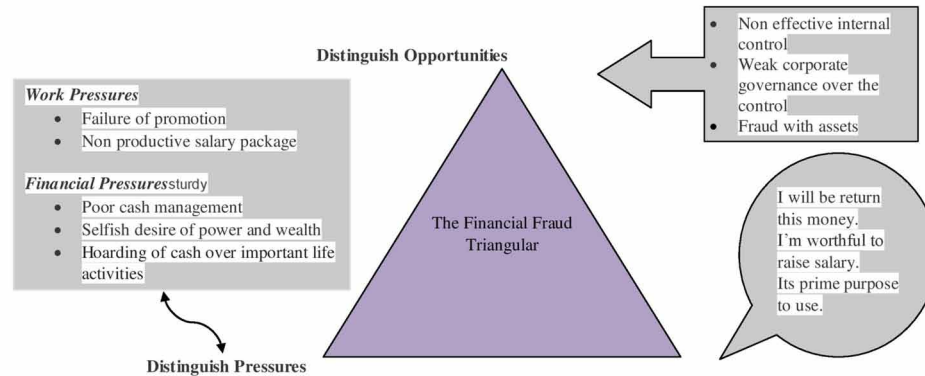 Distinguish Opportunities
• Non effective internal
control
• Weak corporate
governance over the
control
• Fraud with assets
Work Pressures
• Failure of promotion
• Non productive salary package
Financial Pressuressturdy
• Poor cash management
• Selfish desire of power and wealth
• Hoarding of cash over important life
activities
The Financial Fraud
Triangular
I will be return
this money.
I'm worthful to
raise salary.
Its prime purpose
to use.
Distinguish Pressures